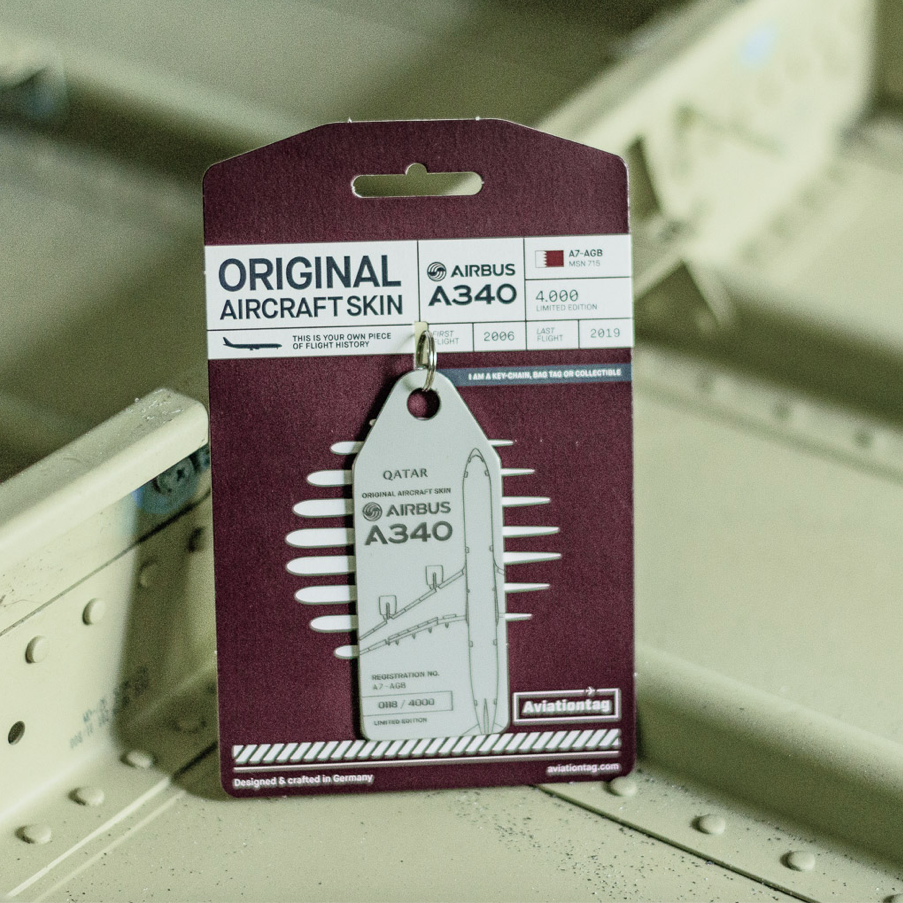 ORIGINAL
AIRCRAFT SKIN
THIS IS YOUR OWN PIECE
OF FLIGHT HISTORY
AIRBUS
A340
A7-AGB
MSN 715
4.000
LIMITED EDITION
FIRST
FLIGHT
2006
LAST
FLIGHT
2019
I AM A KEY-CHAIN, BAG TAG OR COLLECTIBLE
QATAR
ORIGINAL AIRCRAFT SKIN
AIRBUS
A340
REGISTRATION NO.
A7-AGB
0118 / 4000
LIMITED EDITION
Aviationtag
Designed & crafted in Germany
aviationtag.com